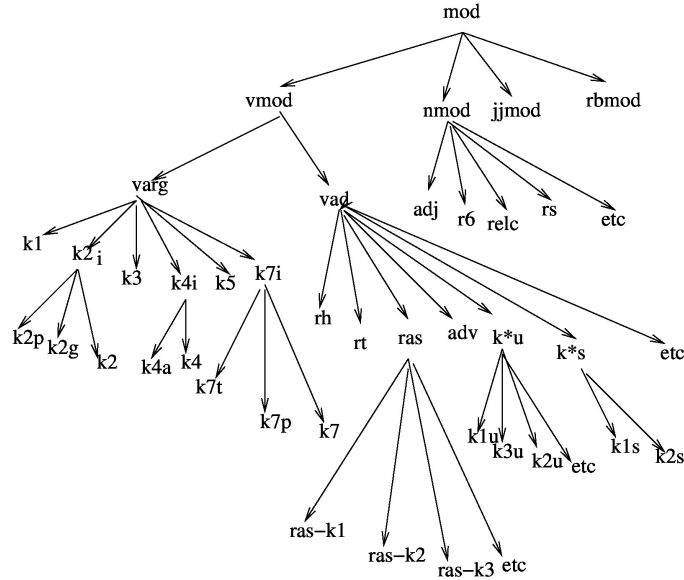 mod
vmod
nmod
jjmod
rbmod
varg
vad
adj
r6
relc
rs
etc
k1
k2i
k3
k4i
k5
k7i
rh
rt
ras
adv
k*u
k*s
etc
k2p
k2g
k2
k4a
k4
k7t
k7p
k7
k1u
k3u
k2u
etc
k1s
k2s
ras−k1
ras−k2
ras−k3
etc